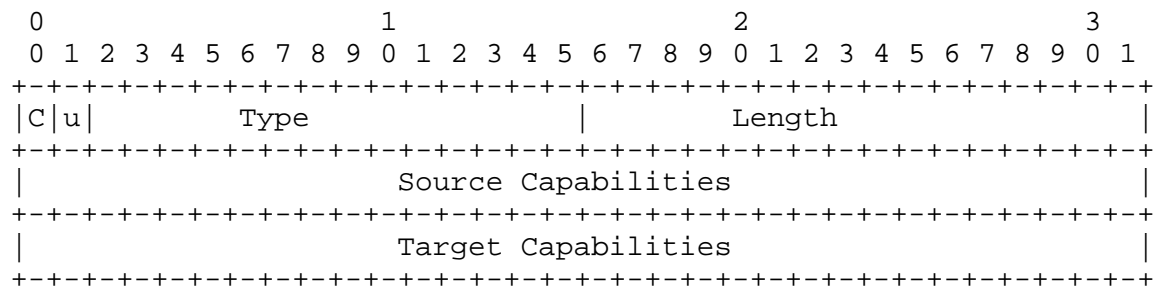 0                   1                   2                   3
 0 1 2 3 4 5 6 7 8 9 0 1 2 3 4 5 6 7 8 9 0 1 2 3 4 5 6 7 8 9 0 1
+-+-+-+-+-+-+-+-+-+-+-+-+-+-+-+-+-+-+-+-+-+-+-+-+-+-+-+-+-+-+-+-+
|C|u|        Type               |        Length                 |
+-+-+-+-+-+-+-+-+-+-+-+-+-+-+-+-+-+-+-+-+-+-+-+-+-+-+-+-+-+-+-+-+
|                     Source Capabilities                       |
+-+-+-+-+-+-+-+-+-+-+-+-+-+-+-+-+-+-+-+-+-+-+-+-+-+-+-+-+-+-+-+-+
|                     Target Capabilities                       |
+-+-+-+-+-+-+-+-+-+-+-+-+-+-+-+-+-+-+-+-+-+-+-+-+-+-+-+-+-+-+-+-+